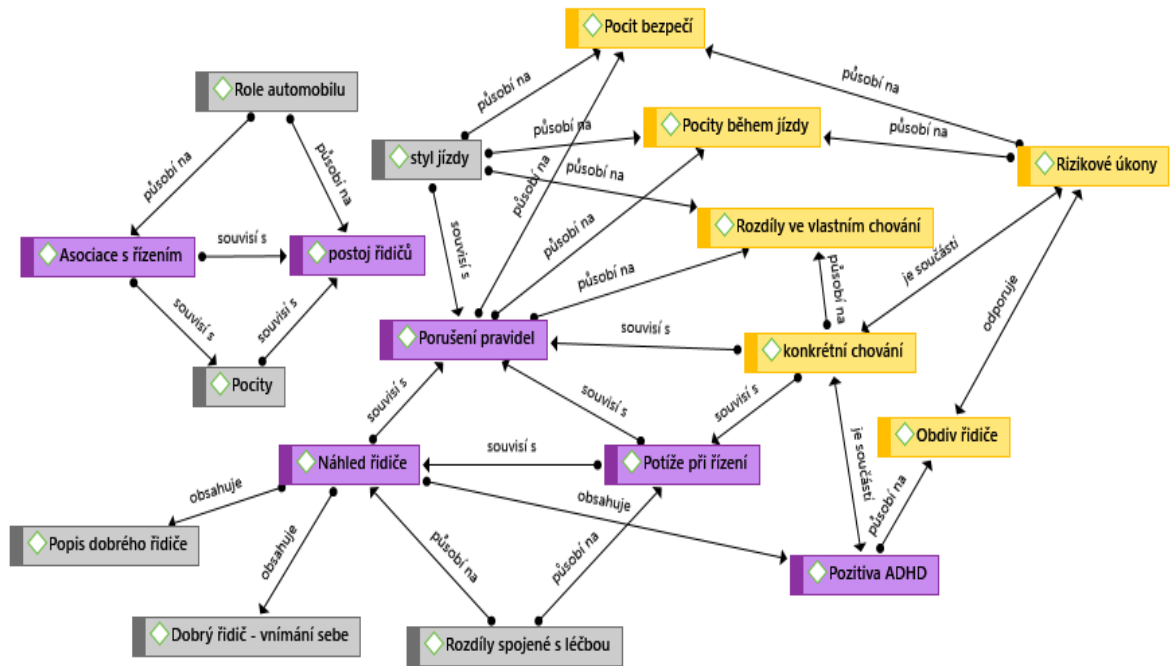 Pocit bezpečí
Role automobilu
působí na
působí na
Pocity během jízdy
působí na
působí na
styl jízdy
Rizikové úkony
působí na
působí na
působí na
působí na
Rozdíly ve vlastním chování
Asociace s řízením
souvisí s
postoj řidičů
souvisí s
působí na
působí na
je součástí
působí na
odporuje
souvisí s
souvisí s
Porušení pravidel
souvisí s
konkrétní chování
Pocity
souvisí s
souvisí s
souvisí s
Obdiv řidiče
je součástí
Náhled řidiče
souvisí s
Potíže při řízení
působí na
obsahuje
obsahuje
Popis dobrého řidiče
obsahuje
působí na
působí na
Pozitiva ADHD
Dobrý řidič - vnímání sebe
Rozdíly spojené s léčbou